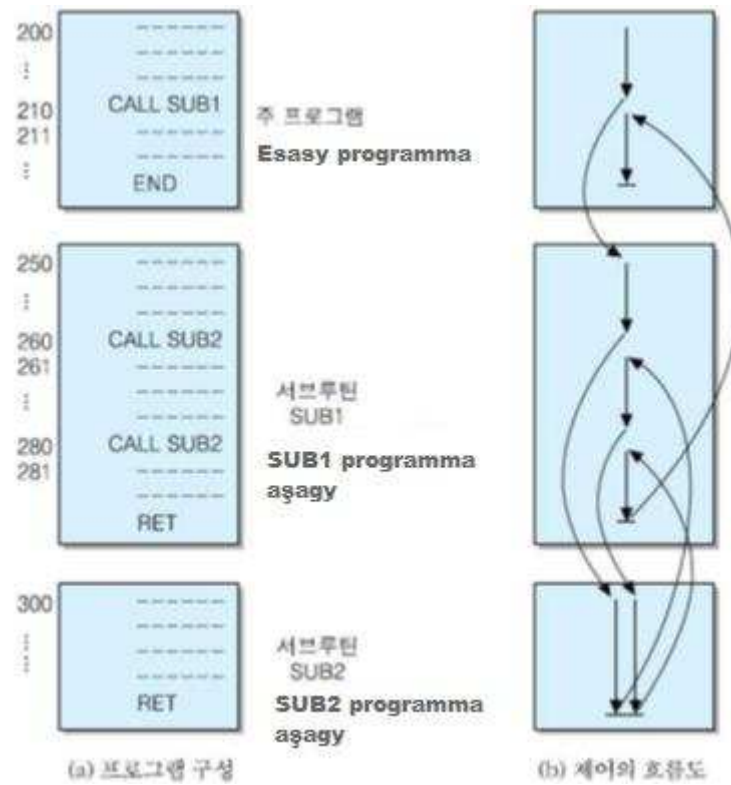 200
⋮
210
211
⋮
CALL SUB1
END
주 프로그램
Esasy programma
250
⋮
260
261
⋮
280
281
CALL SUB2
CALL SUB2
RET
서브루틴
SUB1
SUB1 programma
aşagy
300
⋮
RET
서브루틴
SUB2
SUB2 programma
aşagy
(a) 프로그램 구성
(b) 제어의 흐름도